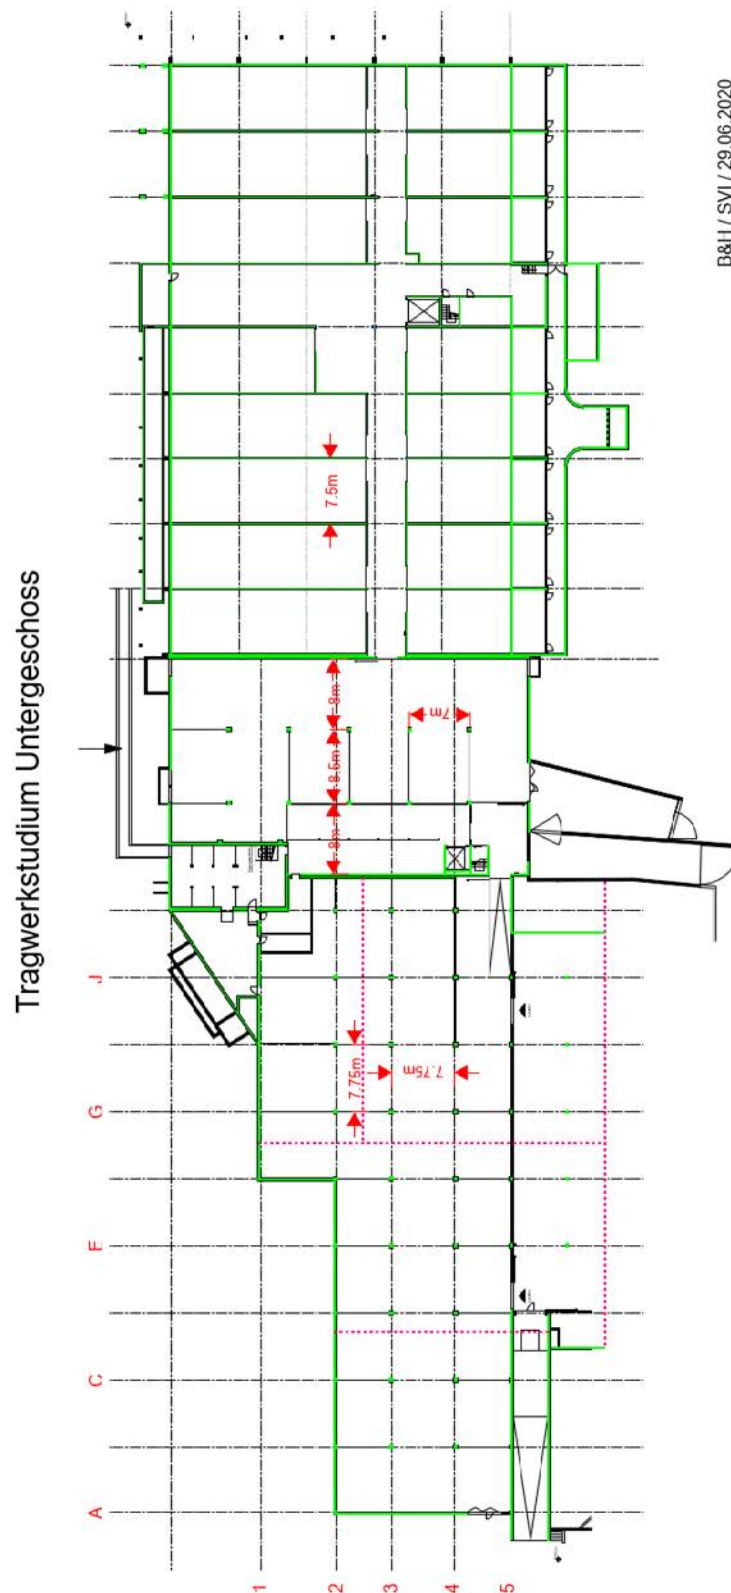 Tragwerkstudium Untergeschoss
B&H / SVI / 29.06.2020
7.5m
8m
8.5m
8m
7m
7.75m
7.75m
J
G
E
C
A
1
2
3
4
5